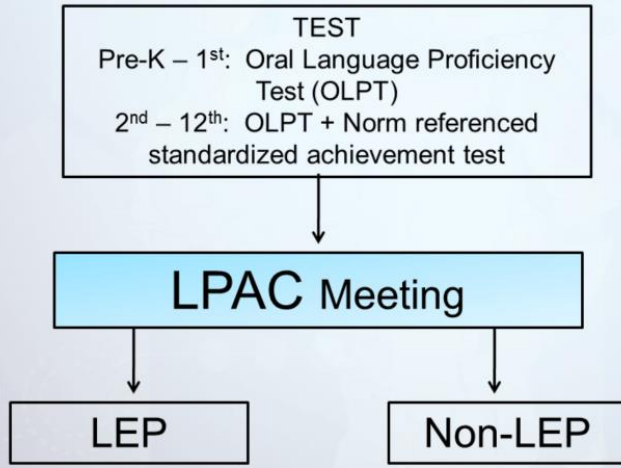 TEST
Pre-K – 1st: Oral Language Proficiency
Test (OLPT)
2nd – 12th: OLPT + Norm referenced
standardized achievement test
LPAC Meeting
LEP
Non-LEP